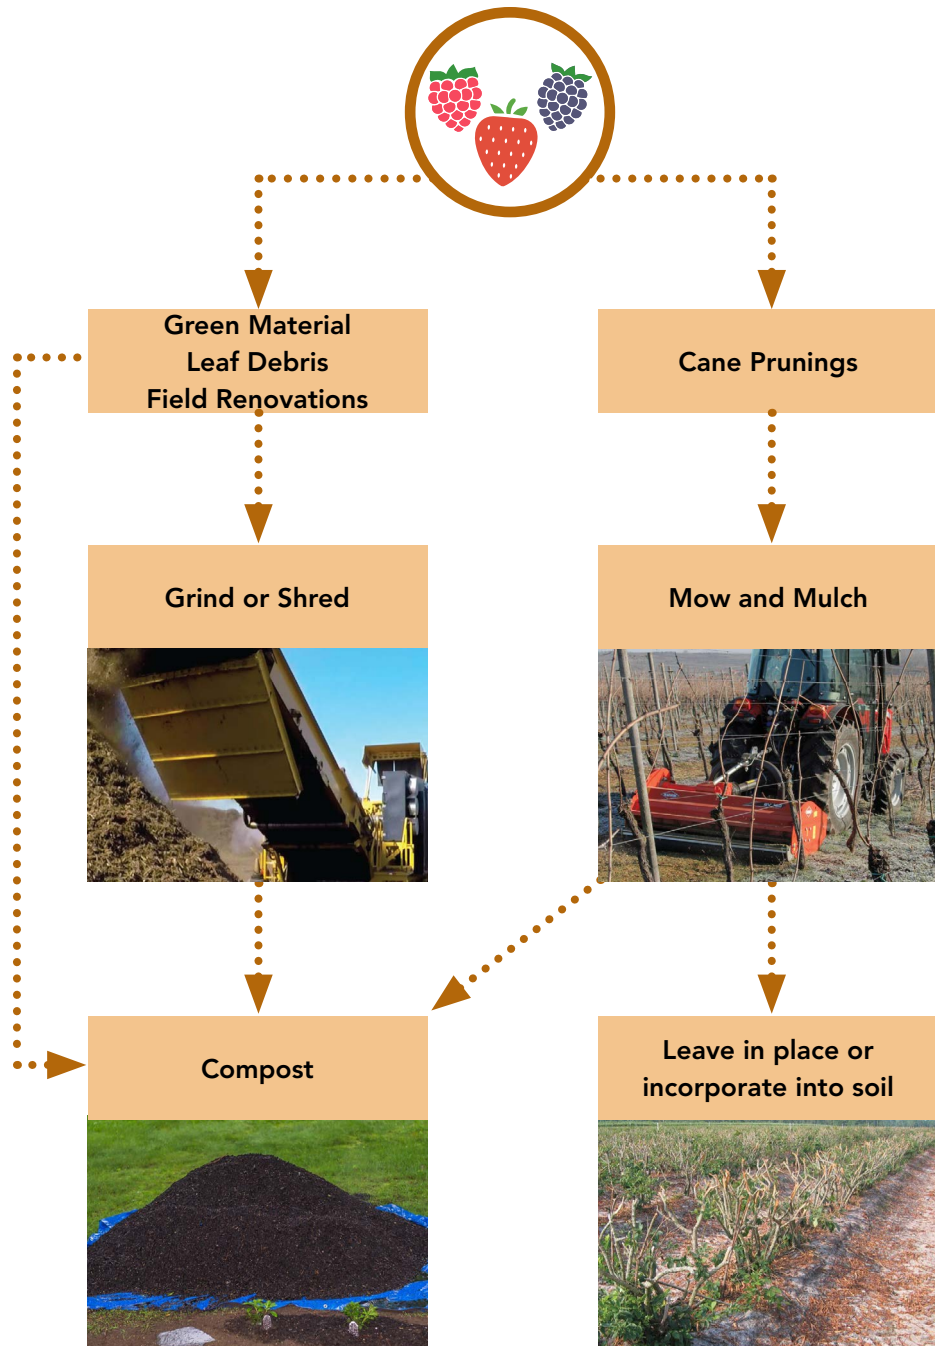 Green Material
Leaf Debris
Field Renovations
Cane Prunings
Grind or Shred
Mow and Mulch
Compost
Leave in place or
incorporate into soil